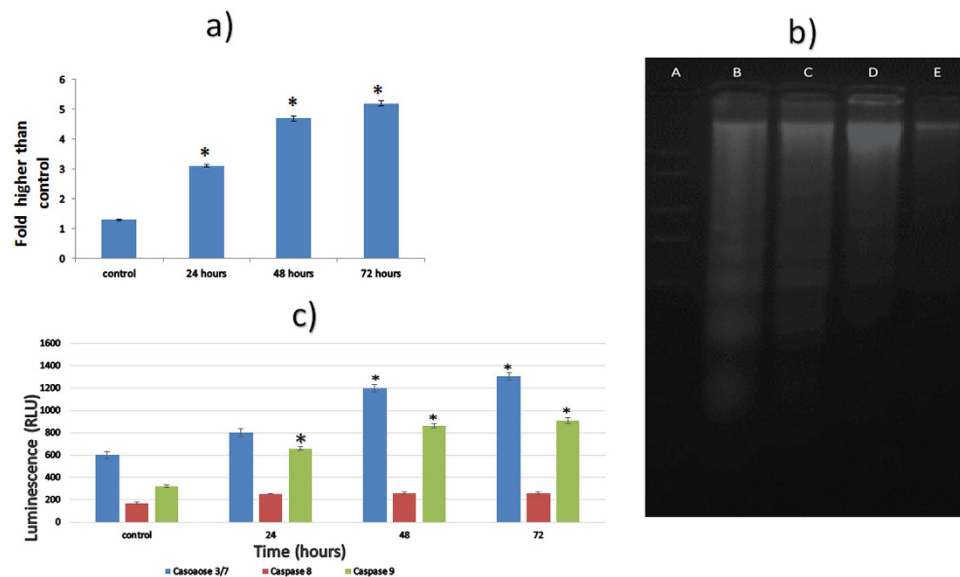 a)
Fold higher than
control
6
5
4
3
2
1
0
*
*
*
control 24 hours 48 hours 72 hours
b)
A B C D E
c)
Luminescence (RLU)
1600
1400
1200
1000
800
600
400
200
0
*
*
*
*
*
control 24 48 72
Time (hours)
Casoaose 3/7 Caspase 8 Caspase 9